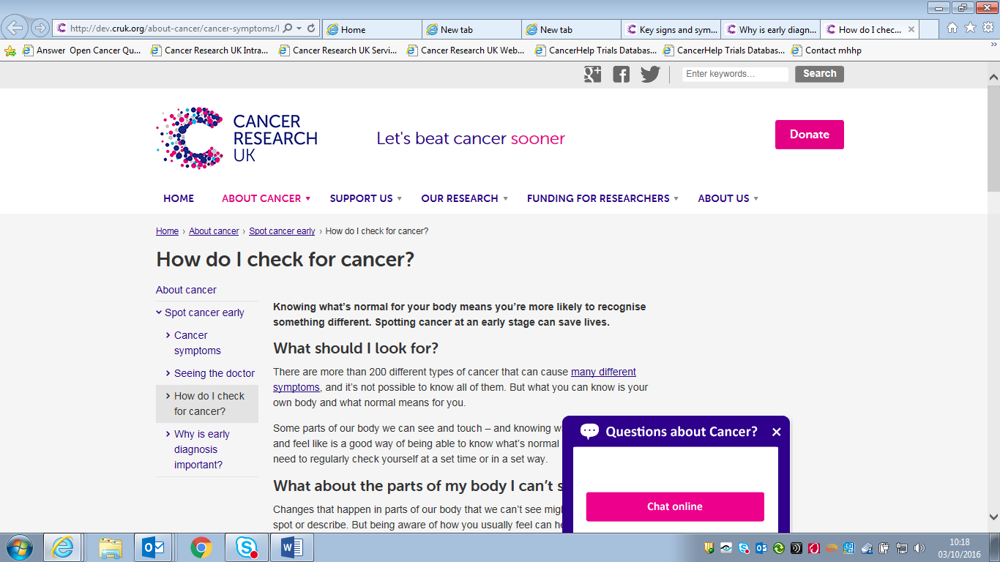 http://dev.cruk.org/about-cancer/cancer-symptoms/
Home
New tab
New tab
Key signs and sym...
Why is early diagn...
How do I chec...
Answer Open Cancer Qu...
Cancer Research UK Intra...
Cancer Research UK Servi...
Cancer Research UK Web...
CancerHelp Trials Databas...
CancerHelp Trials Databas...
Contact mhhp
Enter keywords...
Search
CANCER
RESEARCH
UK
Let's beat cancer sooner
Donate
HOME
ABOUT CANCER
SUPPORT US
OUR RESEARCH
FUNDING FOR RESEARCHERS
ABOUT US
Home › About cancer › Spot cancer early › How do I check for cancer?
How do I check for cancer?
About cancer
Spot cancer early
Cancer
symptoms
Seeing the doctor
How do I check
for cancer?
Why is early
diagnosis
important?
Knowing what’s normal for your body means you’re more likely to recognise
something different. Spotting cancer at an early stage can save lives.
What should I look for?
There are more than 200 different types of cancer that can cause many different
symptoms, and it’s not possible to know all of them. But what you can know is your
own body and what normal means for you.
Some parts of our body we can see and touch – and knowing w
and feel like is a good way of being able to know what’s normal
need to regularly check yourself at a set time or in a set way.
What about the parts of my body I can’t s
Changes that happen in parts of our body that we can’t see mig
spot or describe. But being aware of how you usually feel can he
Questions about Cancer?
Chat online
10:18
03/10/2016